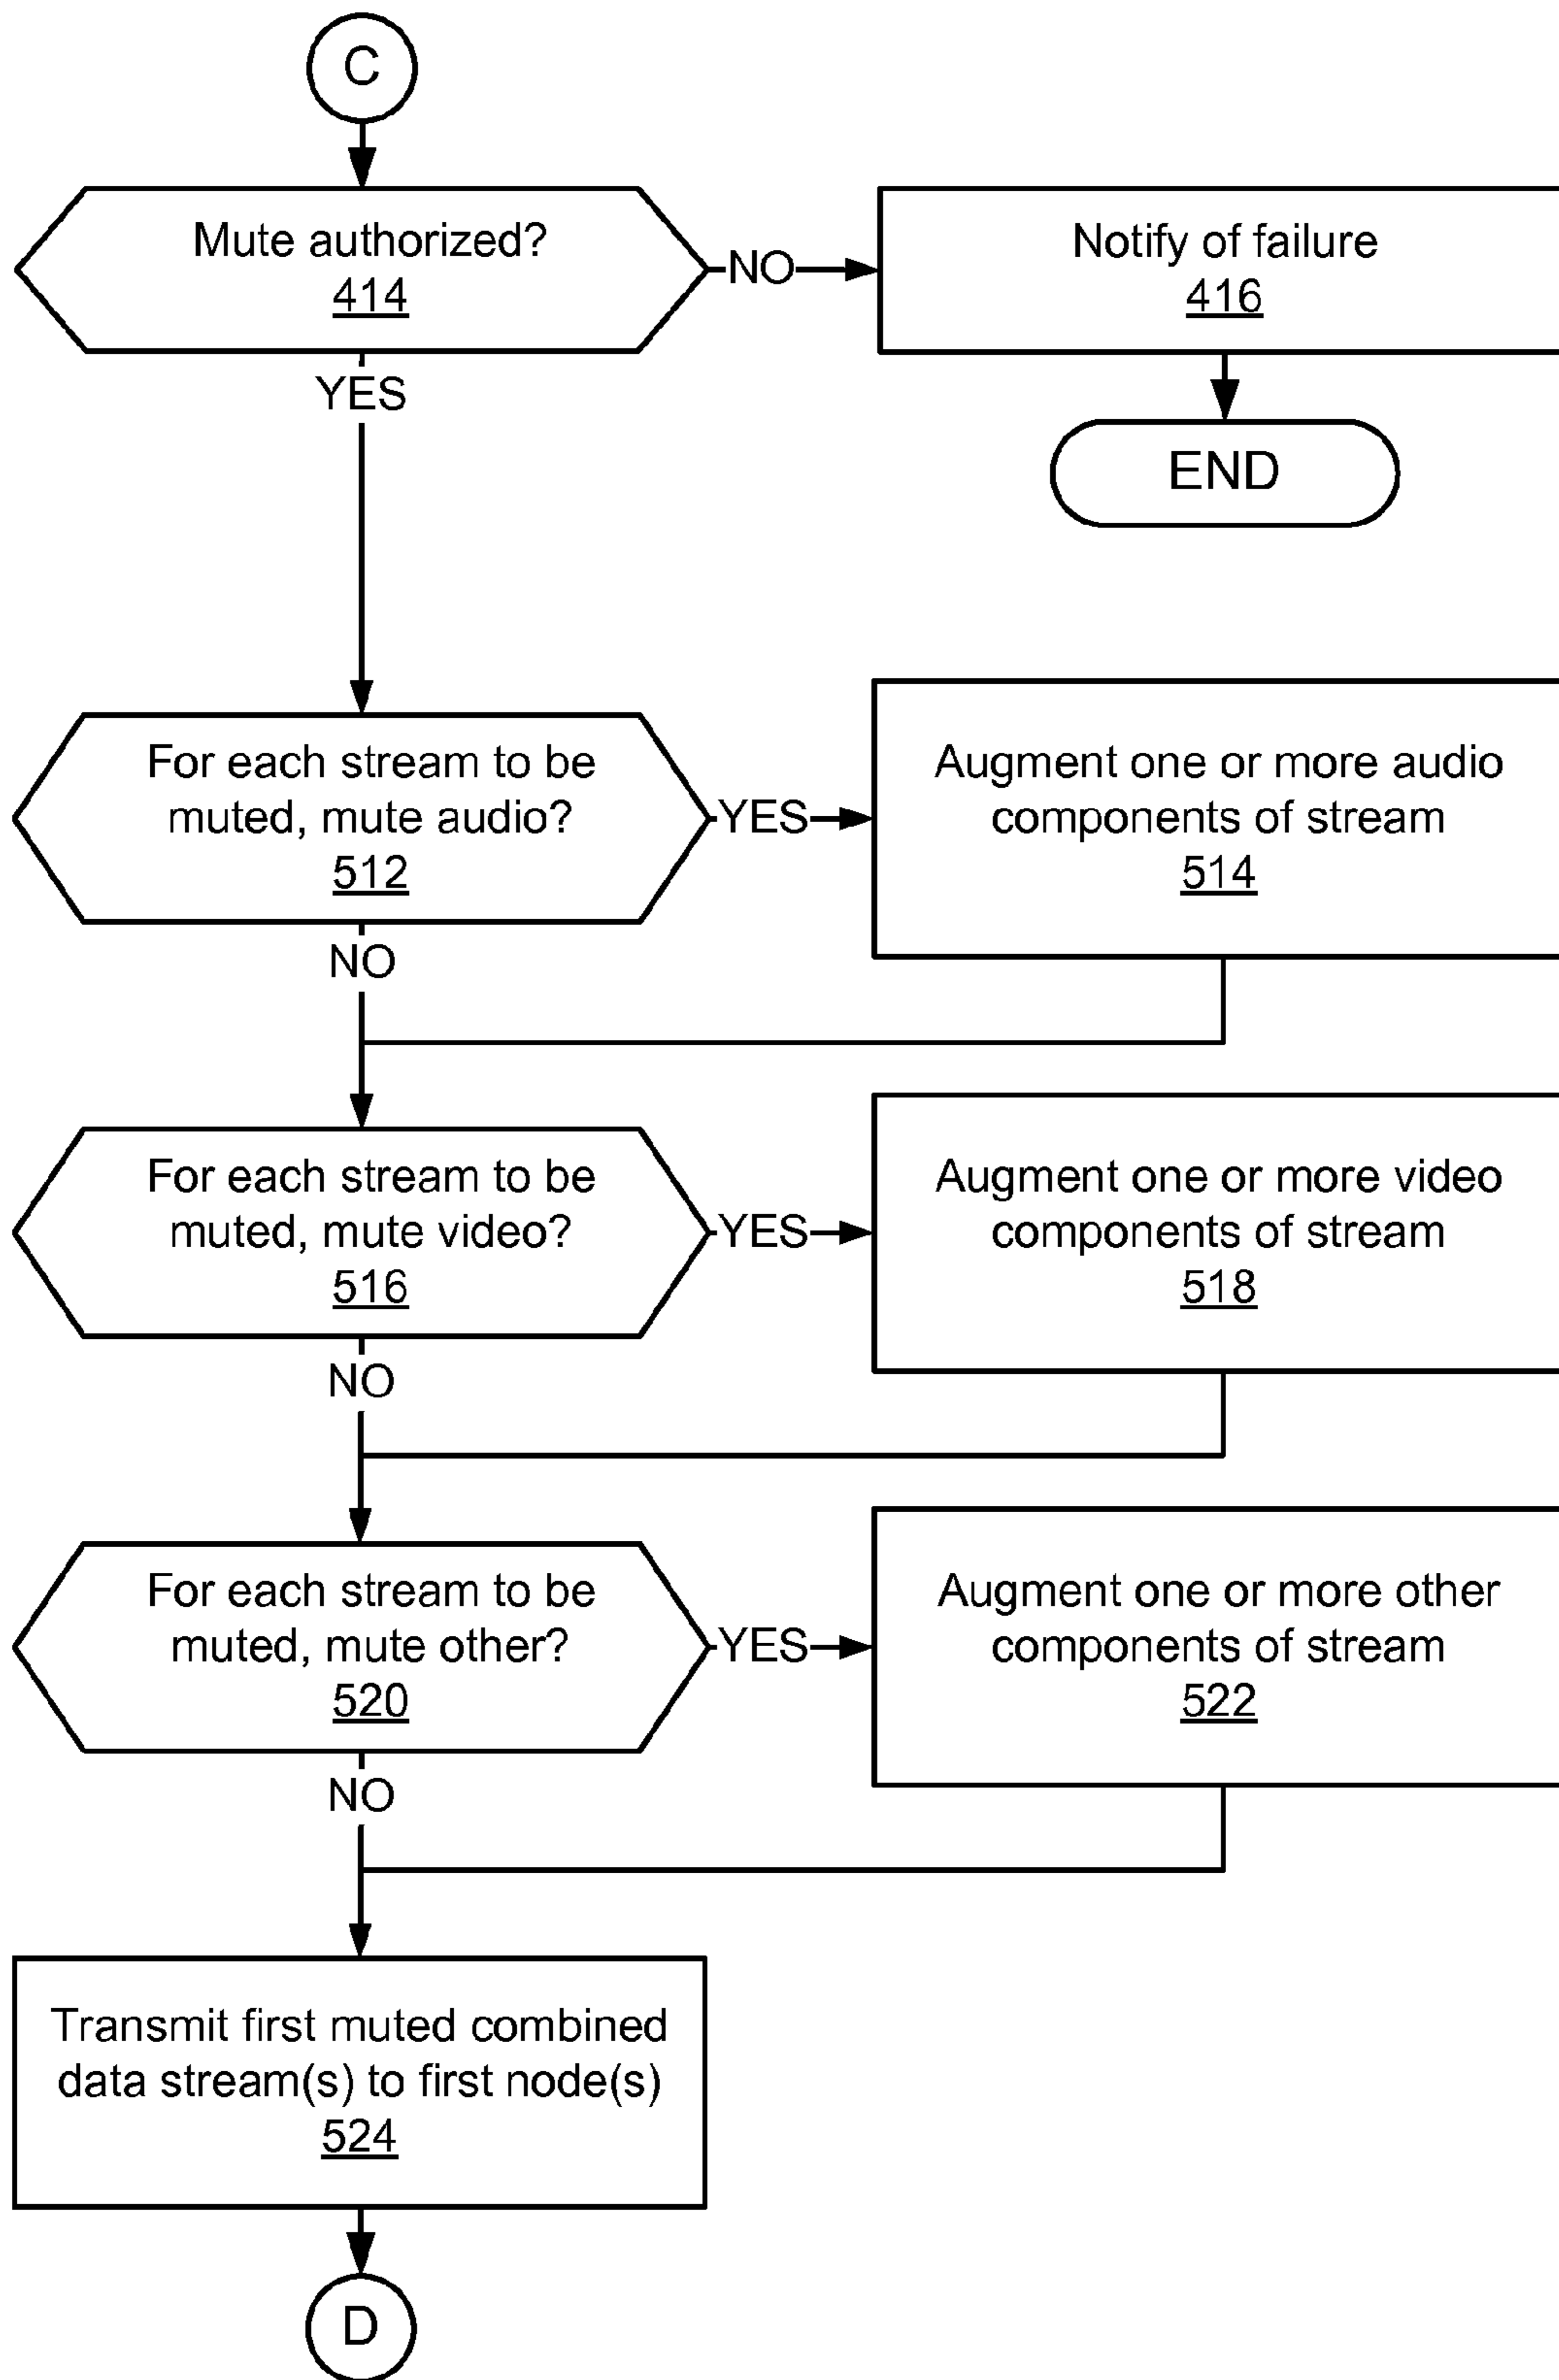 C
Mute authorized?
414
NO
Notify of failure
416
YES
END
For each stream to be
muted, mute audio?
512
YES
Augment one or more audio
components of stream
514
NO
For each stream to be
muted, mute video?
516
YES
Augment one or more video
components of stream
518
NO
For each stream to be
muted, mute other?
520
YES
Augment one or more other
components of stream
522
NO
Transmit first muted combined
data stream(s) to first node(s)
524
D